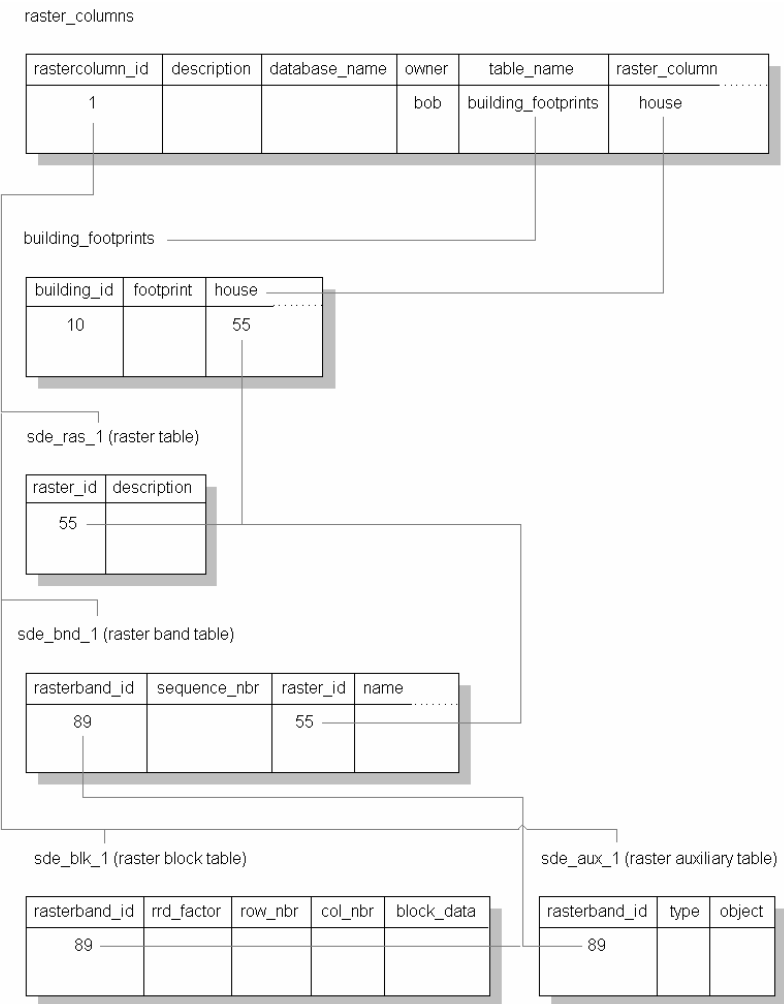 raster_columns
rastercolumn_id description database_name owner table_name raster_column
1 bob building_footprints house
building_footprints
building_id footprint house
10 55
sde_ras_1 (raster table)
raster_id description
55
sde_bnd_1 (raster band table)
rasterband_id sequence_nbr raster_id name
89 55
sde_blk_1 (raster block table) sde_aux_1 (raster auxiliary table)
rasterband_id rrd_factor row_nbr col_nbr block_data rasterband_id type object
89 89